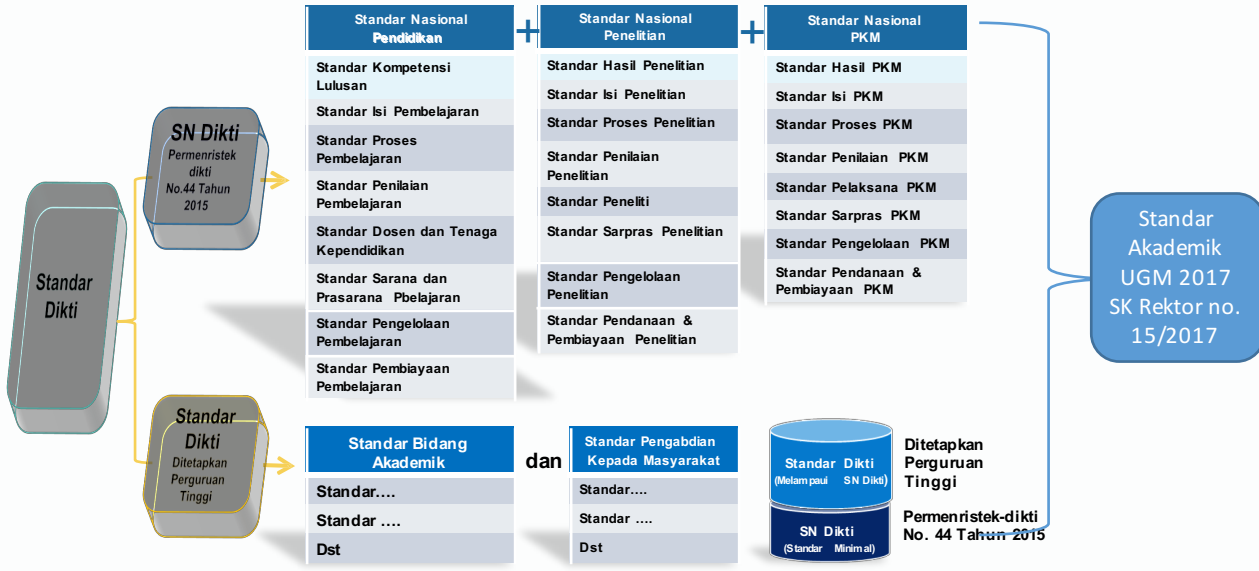 Standar
Dikti
SN Dikti
Permenristek
dikti
No.44 Tahun
2015
Standar
Dikti
Ditetapkan
Perguruan
Tinggi
Standar Nasional
Pendidikan
Standar Kompetensi
Lulusan
Standar Isi Pembelajaran
Standar Proses
Pembelajaran
Standar Penilaian
Pembelajaran
Standar Dosen dan Tenaga
Kependidikan
Standar Sarana dan
Prasarana Pbelajaran
Standar Pengelolaan
Pembelajaran
Standar Pembiayaan
Pembelajaran
+
Standar Nasional
Penelitian
Standar Hasil Penelitian
Standar Isi Penelitian
Standar Proses Penelitian
Standar Penilaian
Penelitian
Standar Peneliti
Standar Sarpras Penelitian
Standar Pengelolaan
Penelitian
Standar Pendanaan &
Pembiayaan Penelitian
+
Standar Nasional
PKM
Standar Hasil PKM
Standar Isi PKM
Standar Proses PKM
Standar Penilaian PKM
Standar Pelaksana PKM
Standar Sarpras PKM
Standar Pengelolaan PKM
Standar Pendanaan &
Pembiayaan PKM
Standar Bidang
Akademik
Standar....
Standar ....
Dst
dan
Standar Pengabdian
Kepada Masyarakat
Standar....
Standar ....
Dst
Standar Dikti
(Melampaui SN Dikti)
SN Dikti
(Standar Minimal)
Ditetapkan
Perguruan
Tinggi
Permenristek-dikti
No. 44 Tahun 2015
Standar
Akademik
UGM 2017
SK Rektor no.
15/2017